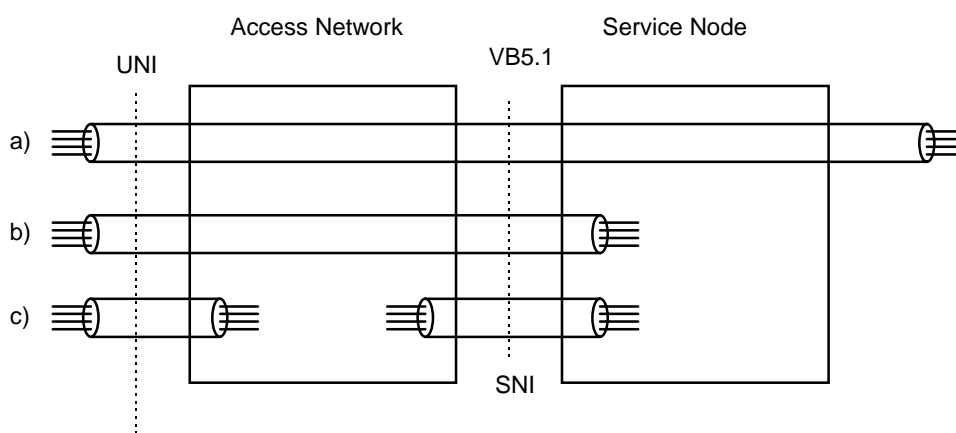 Access Network
Service Node
UNI
VB5.1
a)
b)
c)
SNI